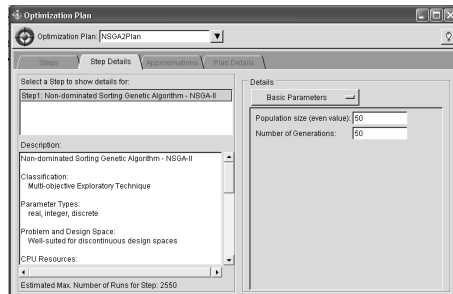 Optimization Plan
Optimization Plan: NSGA2Plan
Steps
Step Details
Approximations
Plan Details
Select a Step to show details for:
Step1: Non-dominated Sorting Genetic Algorithm - NSGA-II
Description:
Non-dominated Sorting Genetic Algorithm - NSGA-II
Classification:
Multi-objective Exploratory Technique
Parameter Types:
real, integer, discrete
Problem and Design Space:
Well-suited for discontinuous design spaces
CPU Resources:
Estimated Max. Number of Runs for Step: 2550
Details
Basic Parameters
Population size (even value): 50
Number of Generations: 50